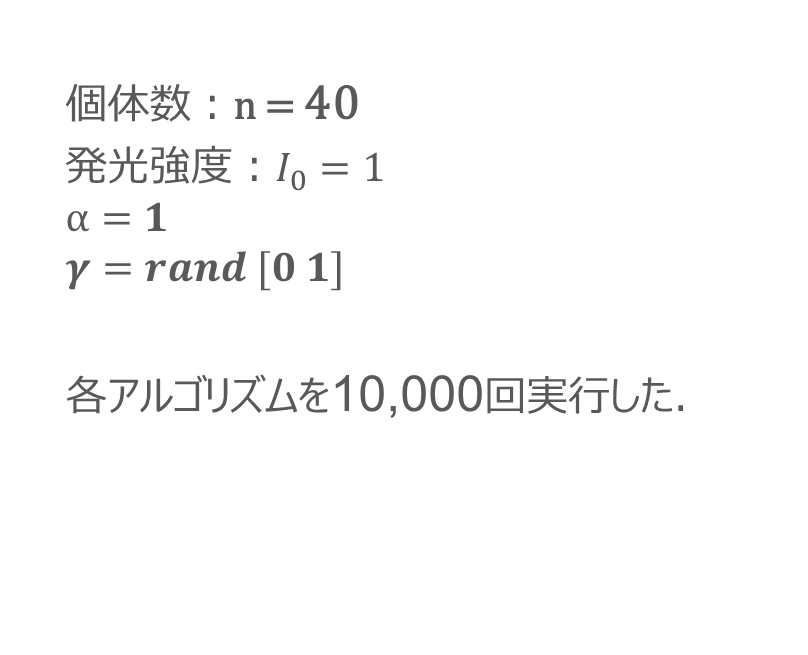 個体数：n = 40
発光強度：I₀ = 1
α = 1
γ = rand [0 1]
各アルゴリズムを10,000回実行した.